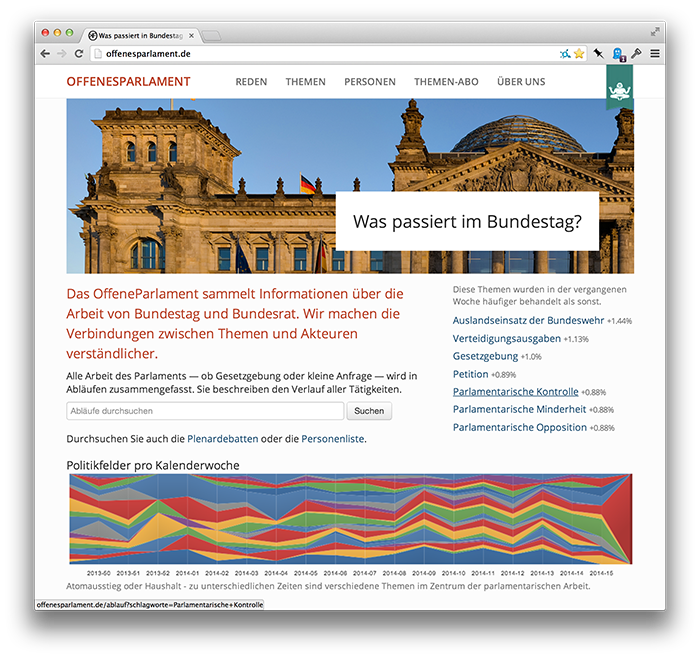 Was passiert in Bundestag
offenesparlament.de
OFFENESPARLAMENT
REDEN THEMEN PERSONEN THEMEN-ABO ÜBER UNS
Was passiert im Bundestag?
Das OffeneParlament sammelt Informationen über die
Arbeit von Bundestag und Bundesrat. Wir machen die
Verbindungen zwischen Themen und Akteuren
verständlicher.
Alle Arbeit des Parlaments — ob Gesetzgebung oder kleine Anfrage — wird in
Abläufen zusammengefasst. Sie beschreiben den Verlauf aller Tätigkeiten.
Abläufe durchsuchen Suchen
Durchsuchen Sie auch die Plenardebatten oder die Personenliste.
Diese Themen wurden in der vergangenen
Woche häufiger behandelt als sonst.
Auslandseinsatz der Bundeswehr +1.44%
Verteidigungsausgaben +1.13%
Gesetzgebung +1.0%
Petition +0.89%
Parlamentarische Kontrolle +0.88%
Parlamentarische Minderheit +0.88%
Parlamentarische Opposition +0.88%
Politikfelder pro Kalenderwoche
2013-50 2013-51 2013-52 2014-01 2014-02 2014-03 2014-04 2014-05 2014-06 2014-07 2014-08 2014-09 2014-10 2014-11 2014-12 2014-13 2014-14 2014-15
Atomausstieg oder Haushalt - zu unterschiedlichen Zeiten sind verschiedene Themen im Zentrum der parlamentarischen Arbeit.
offenesparlament.de/ablauf?schlagworte=Parlamentarische+Kontrolle